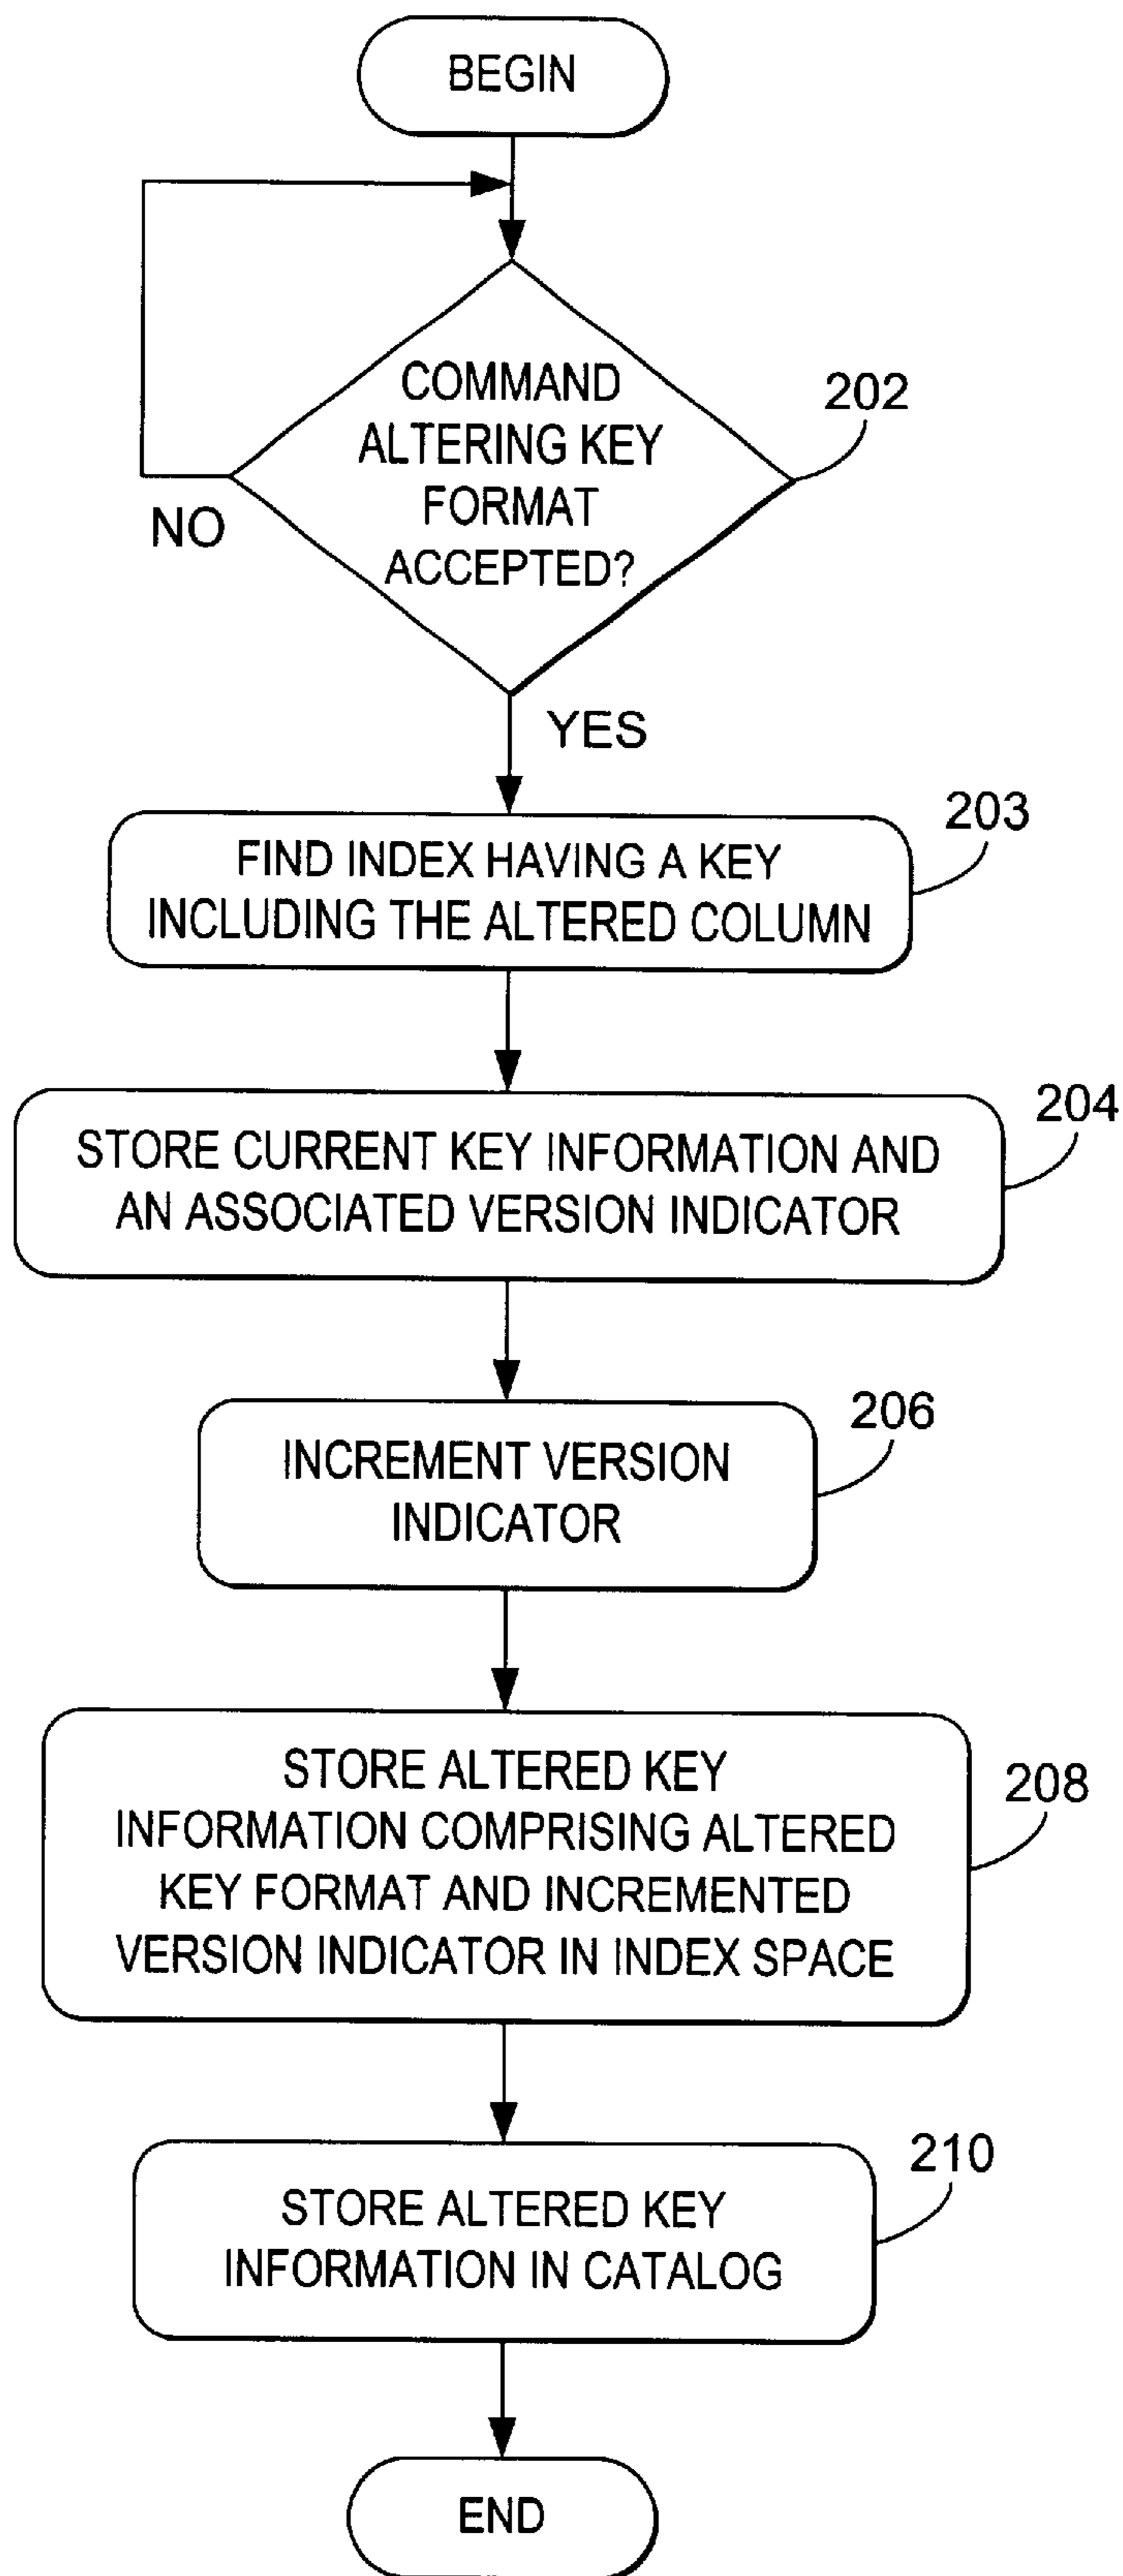 BEGIN
COMMAND
ALTERING KEY
FORMAT
ACCEPTED?
202
NO
YES
203
FIND INDEX HAVING A KEY
INCLUDING THE ALTERED COLUMN
204
STORE CURRENT KEY INFORMATION AND
AN ASSOCIATED VERSION INDICATOR
206
INCREMENT VERSION
INDICATOR
208
STORE ALTERED KEY
INFORMATION COMPRISING ALTERED
KEY FORMAT AND INCREMENTED
VERSION INDICATOR IN INDEX SPACE
210
STORE ALTERED KEY
INFORMATION IN CATALOG
END